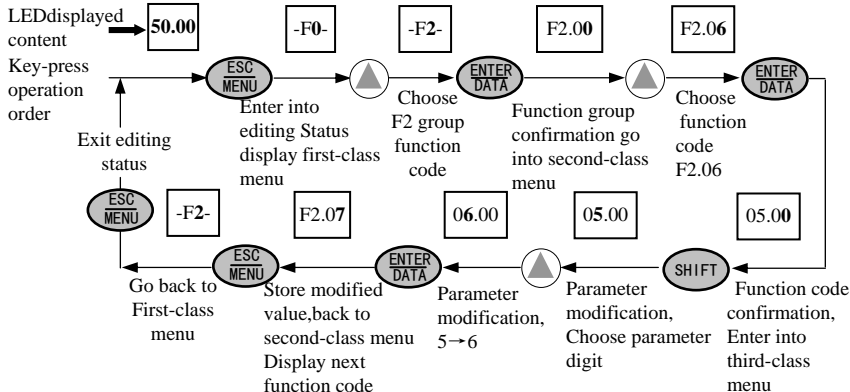 LEDdisplayed
content
50.00
-F0-
-F2-
F2.00
F2.06
Key-press
operation
order
ESC
MENU
ENTER
DATA
ENTER
DATA
Enter into
editing Status
display first-class
menu
Choose
F2 group
function
code
Function group
confirmation go
into second-class
menu
Choose
function
code
F2.06
Exit editing
status
ESC
MENU
-F2-
F2.07
06.00
05.00
05.00
ESC
MENU
ENTER
DATA
SHIFT
Go back to
First-class
menu
Store modified
value,back to
second-class menu
Display next
function code
Parameter
modification,
5→6
Parameter
modification,
Choose parameter
digit
Function code
confirmation,
Enter into
third-class
menu